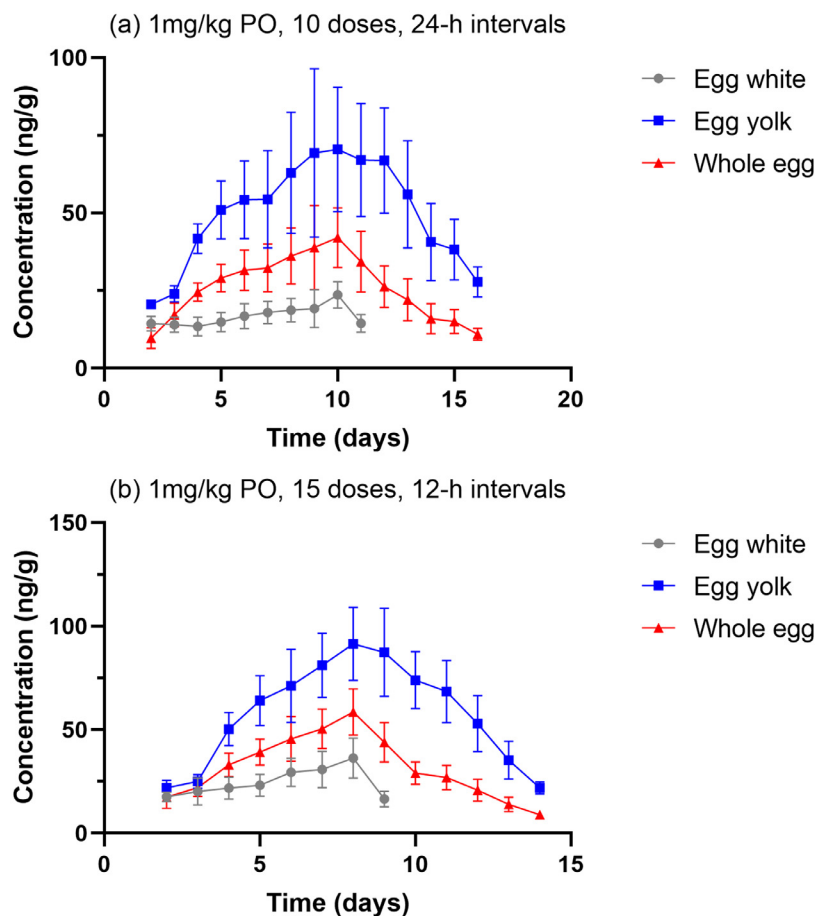 (a) 1mg/kg PO, 10 doses, 24-h intervals
100
50
0
0 5 10 15 20
Concentration (ng/g)
Time (days)
Egg white
Egg yolk
Whole egg
(b) 1mg/kg PO, 15 doses, 12-h intervals
150
100
50
0
0 5 10 15
Concentration (ng/g)
Time (days)
Egg white
Egg yolk
Whole egg